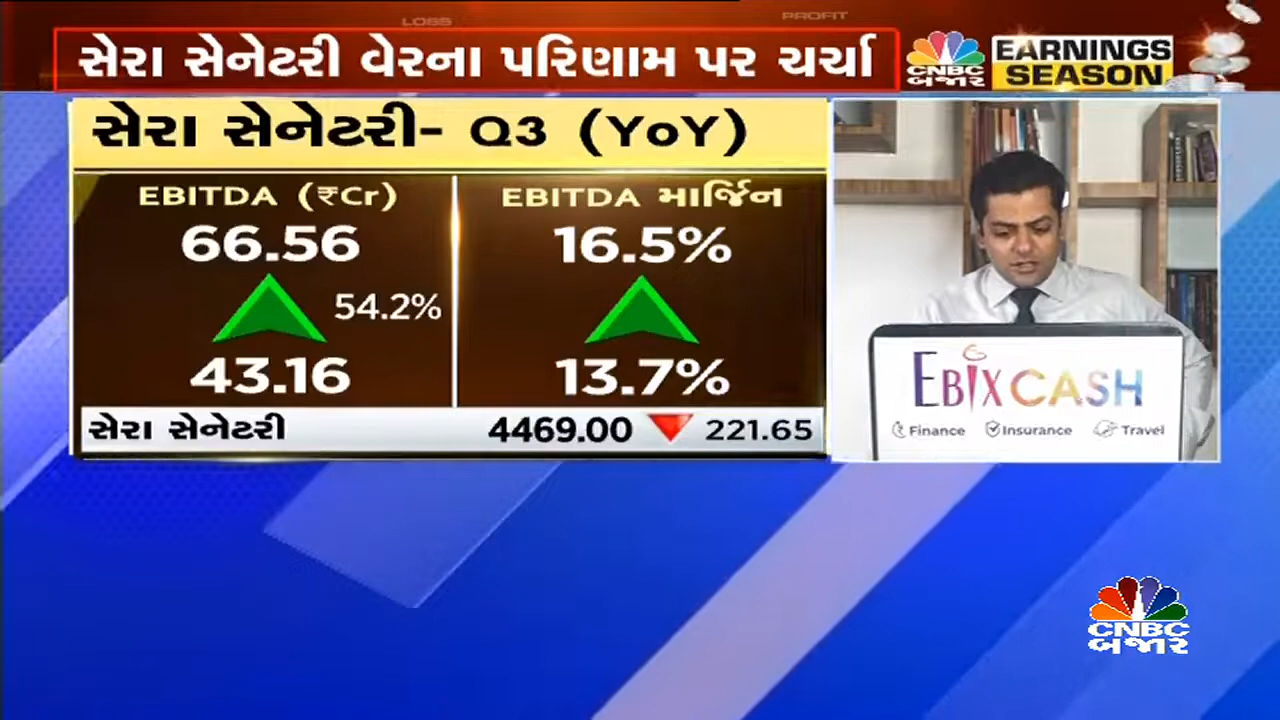 LOSS
PROFIT
સેરા સેનેટરી વેરના પરિણામ પર ચર્ચા
CNBC
બજાર
EARNINGS
SEASON
સેરા સેનેટરી- Q3 (YoY)
EBITDA (₹Cr)
66.56
54.2%
43.16
EBITDA માર્જિન
16.5%
13.7%
સેરા સેનેટરી 4469.00 221.65
EBIXCASH
Finance Insurance Travel
CNBC
બજાર